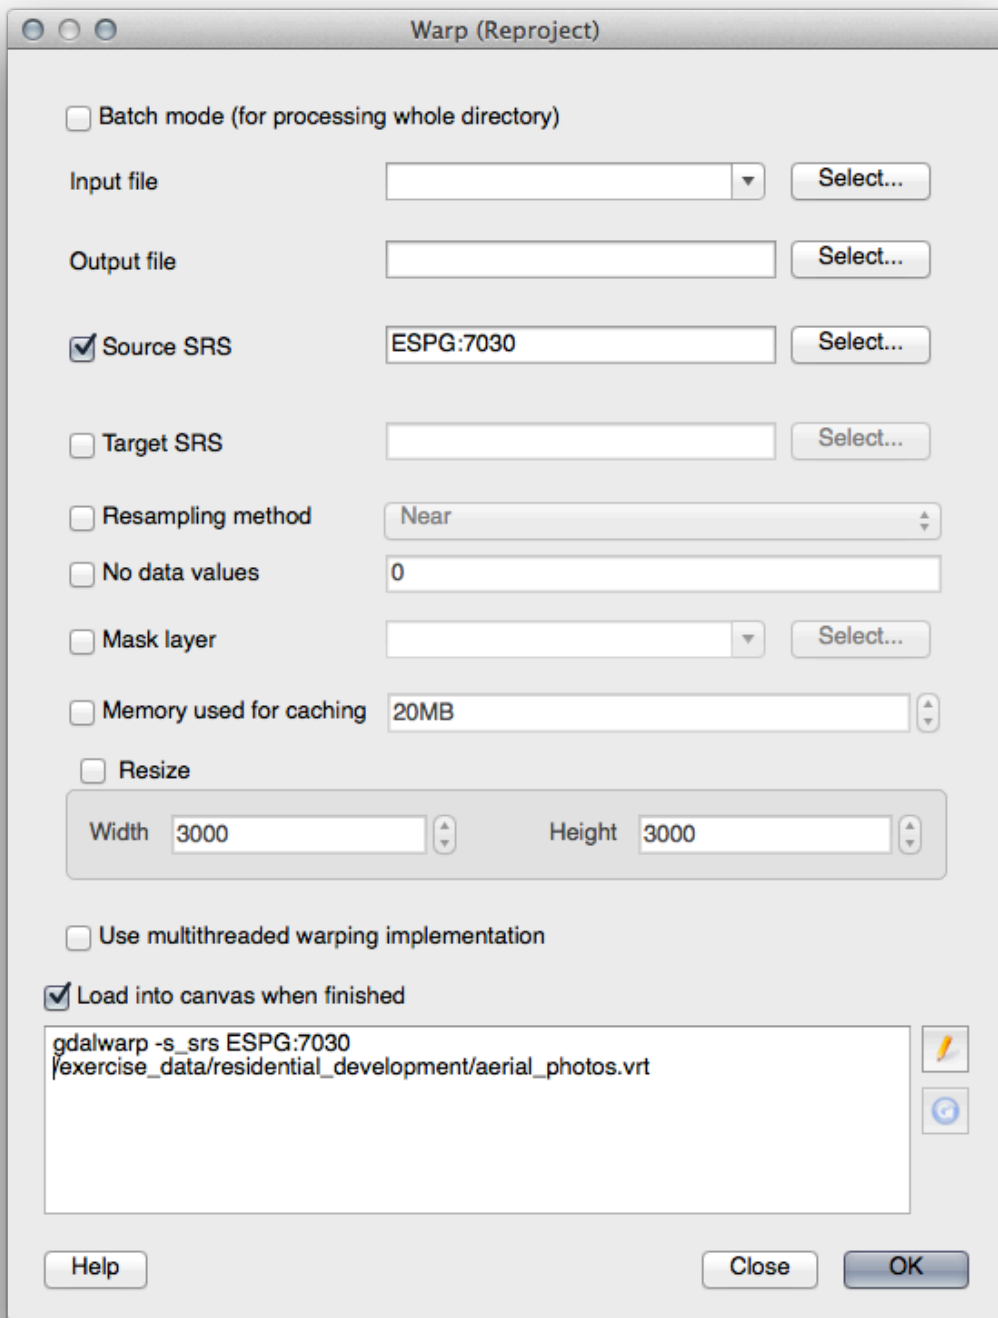 Warp (Reproject)
Batch mode (for processing whole directory)
Input file Select...
Output file Select...
Source SRS ESPG:7030 Select...
Target SRS Select...
Resampling method Near
No data values 0
Mask layer Select...
Memory used for caching 20MB
Resize
Width 3000 Height 3000
Use multithreaded warping implementation
Load into canvas when finished
gdalwarp -s_srs ESPG:7030
/exercise_data/residential_development/aerial_photos.vrt
Help Close OK